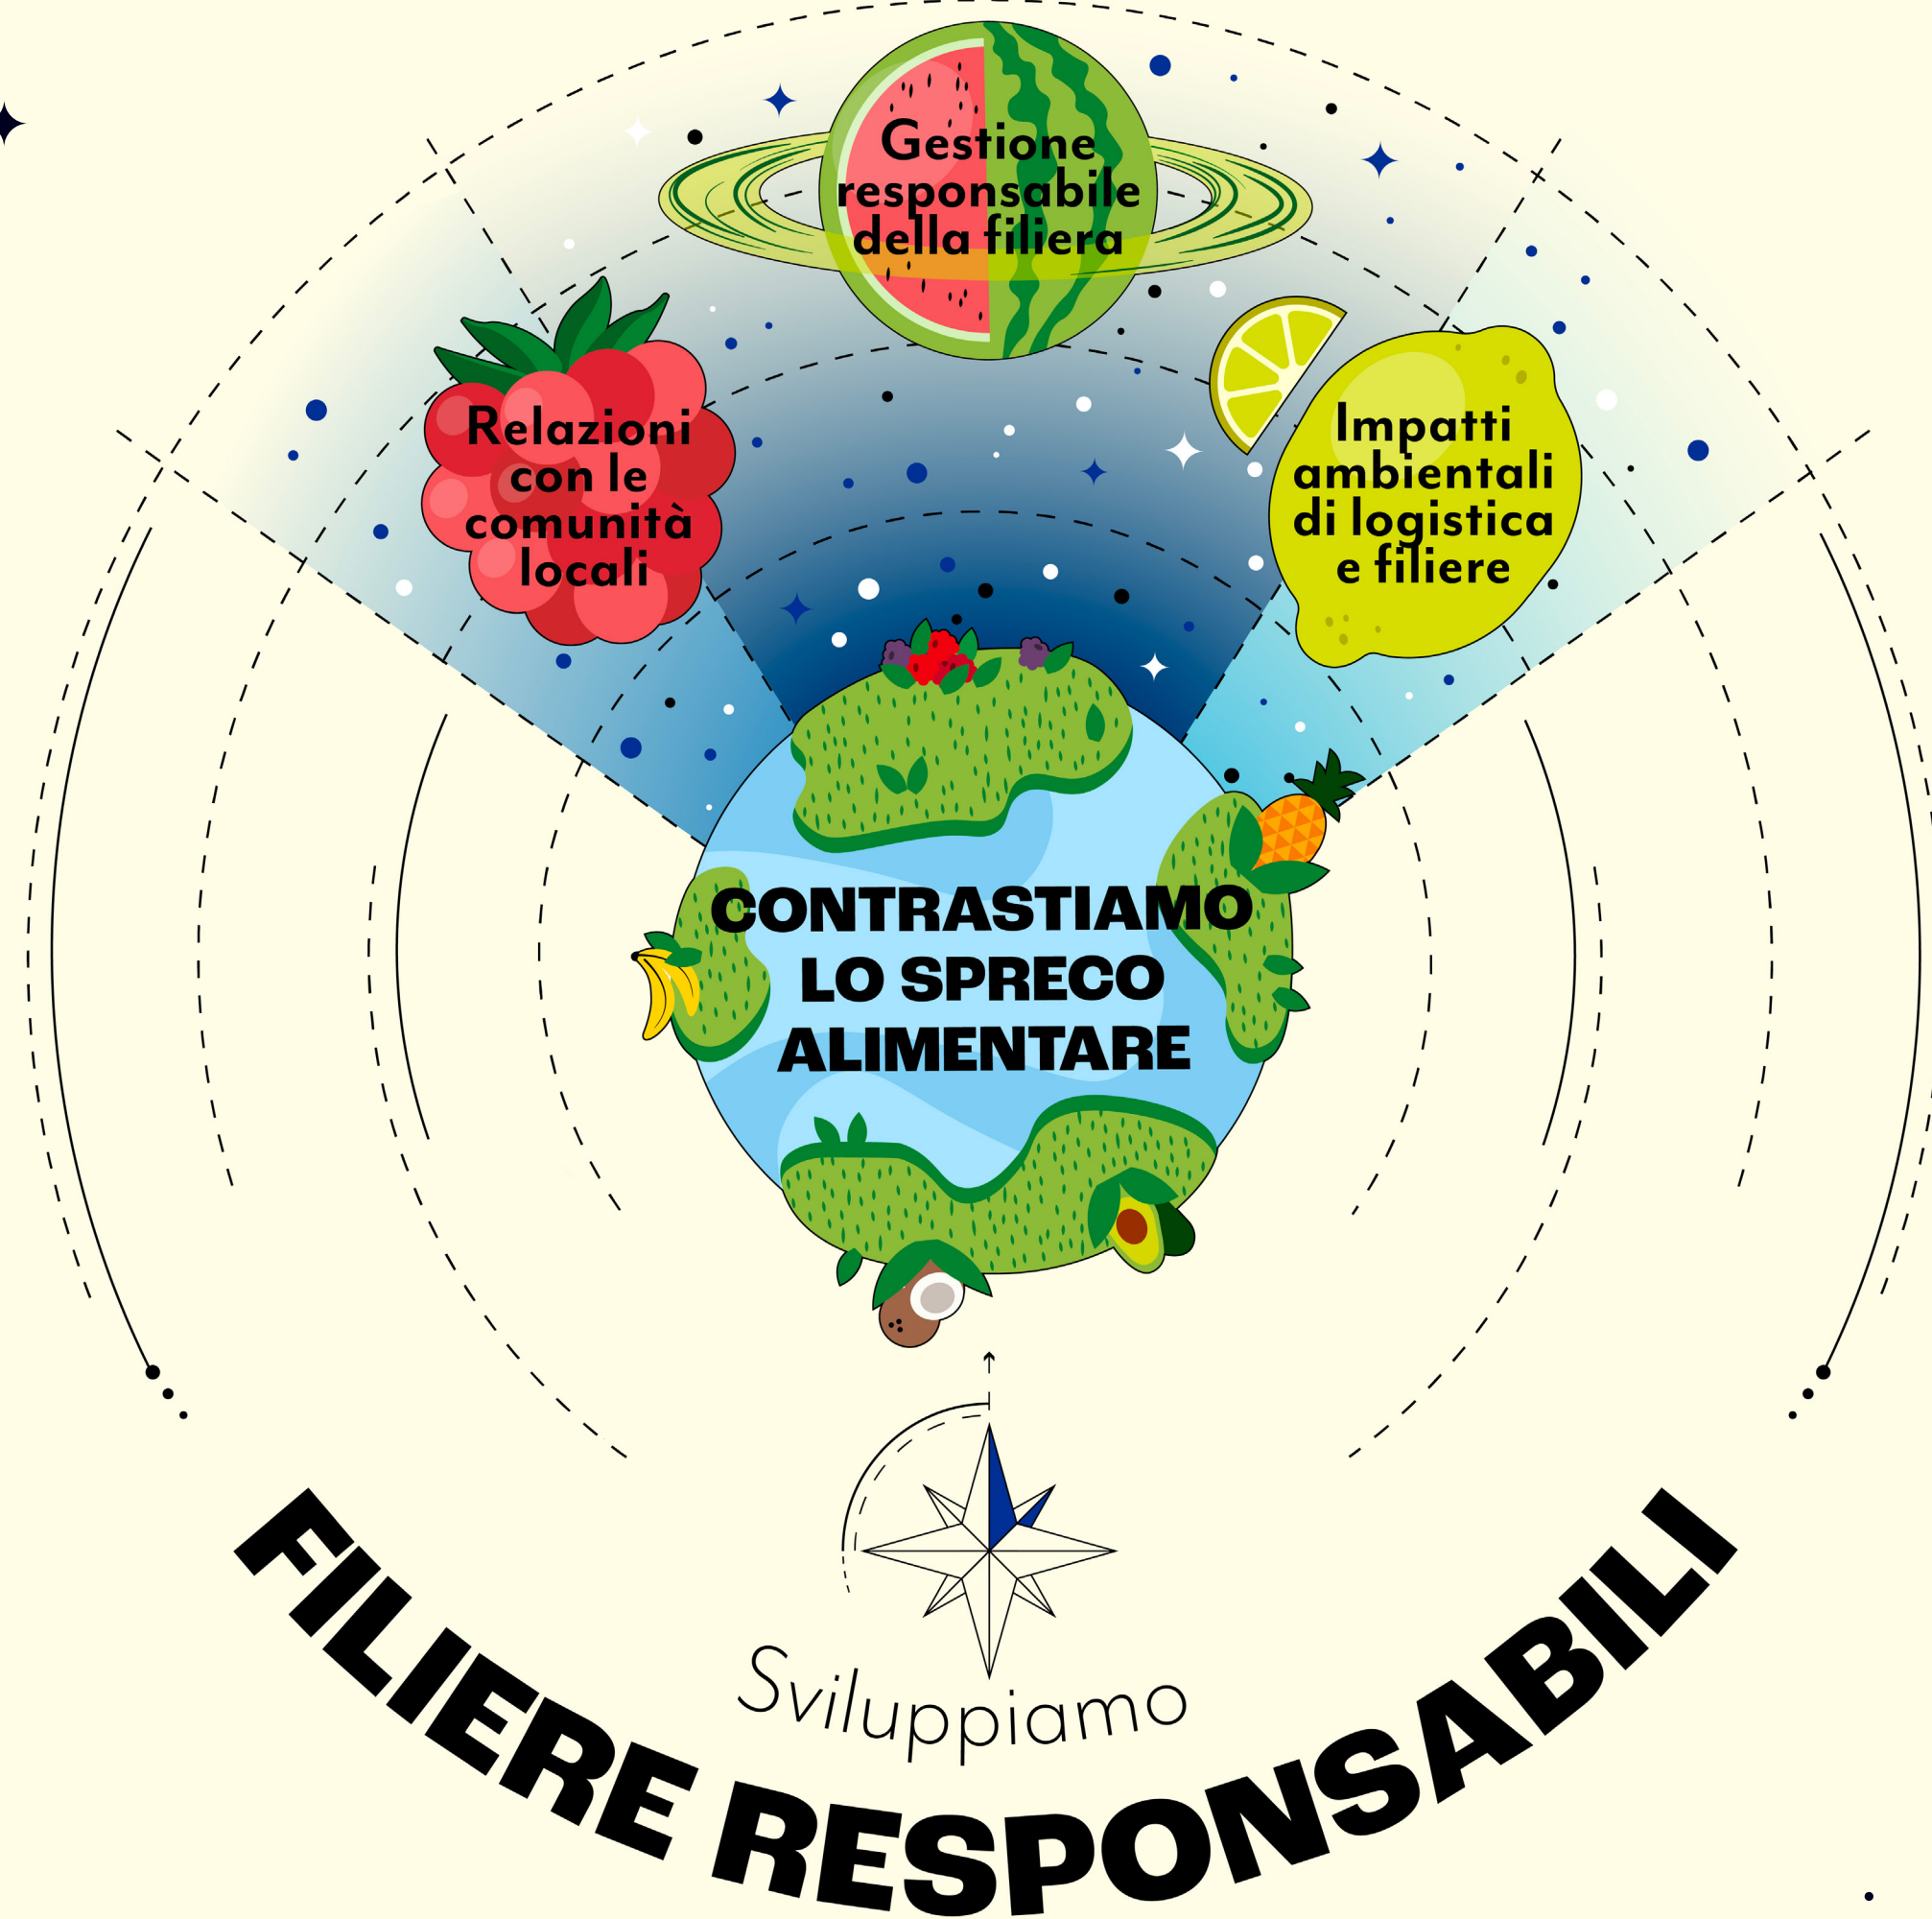 Gestione
responsabile
della filiera
Relazioni
con le
comunità
locali
Impatti
ambientali
di logistica
e filiere
CONTRASTIAMO
LO SPRECO
ALIMENTARE
Sviluppiamo
FILIERE RESPONSABILI